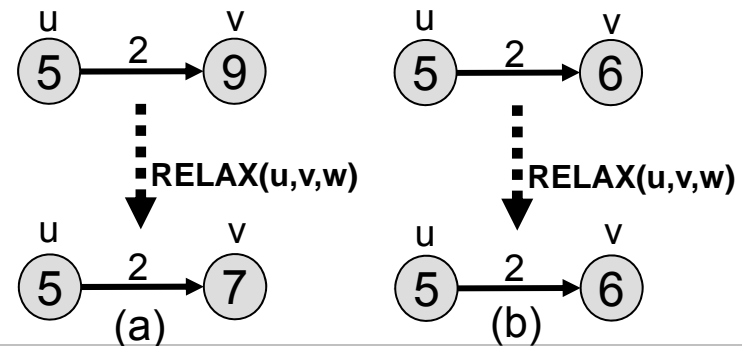 u v u v
5 2 9 5 2 6
RELAX(u,v,w) RELAX(u,v,w)
u v u v
5 2 7 5 2 6
(a) (b)